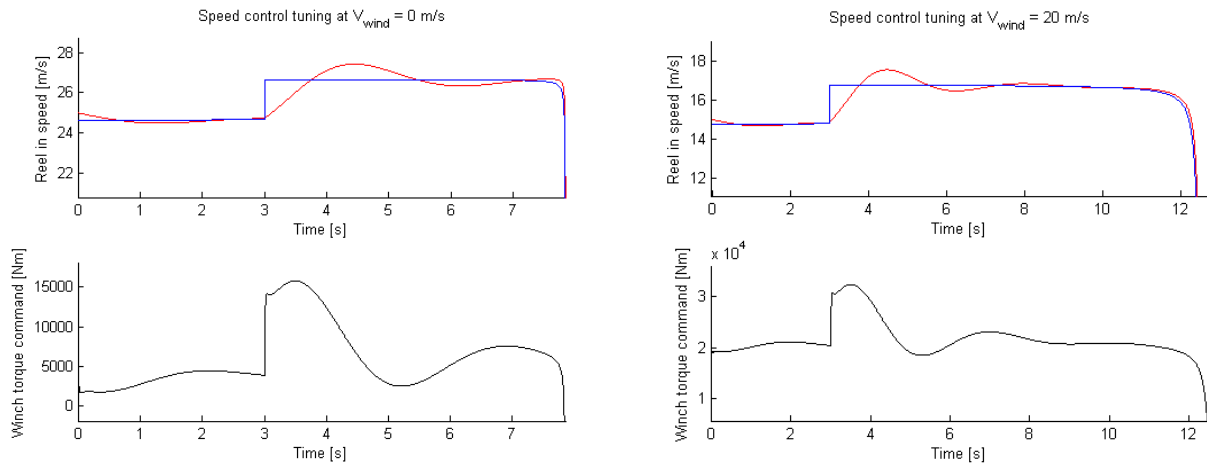 Speed control tuning at V_wind = 0 m/s
Reel in speed [m/s]
28
26
24
22
0 1 2 3 4 5 6 7
Time [s]
Winch torque command [Nm]
15000
10000
5000
0
0 1 2 3 4 5 6 7
Time [s]
Speed control tuning at V_wind = 20 m/s
Reel in speed [m/s]
18
16
14
12
0 2 4 6 8 10 12
Time [s]
Winch torque command [Nm]
x 10^4
3
2
1
0 2 4 6 8 10 12
Time [s]